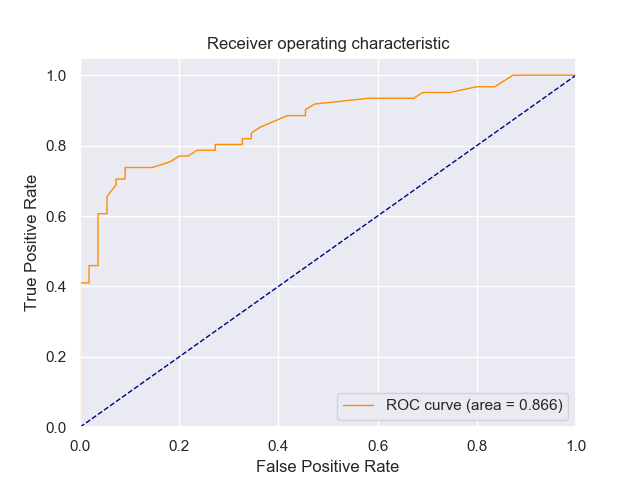 Receiver operating characteristic
True Positive Rate
1.0
0.8
0.6
0.4
0.2
0.0
0.0 0.2 0.4 0.6 0.8 1.0
False Positive Rate
ROC curve (area = 0.866)